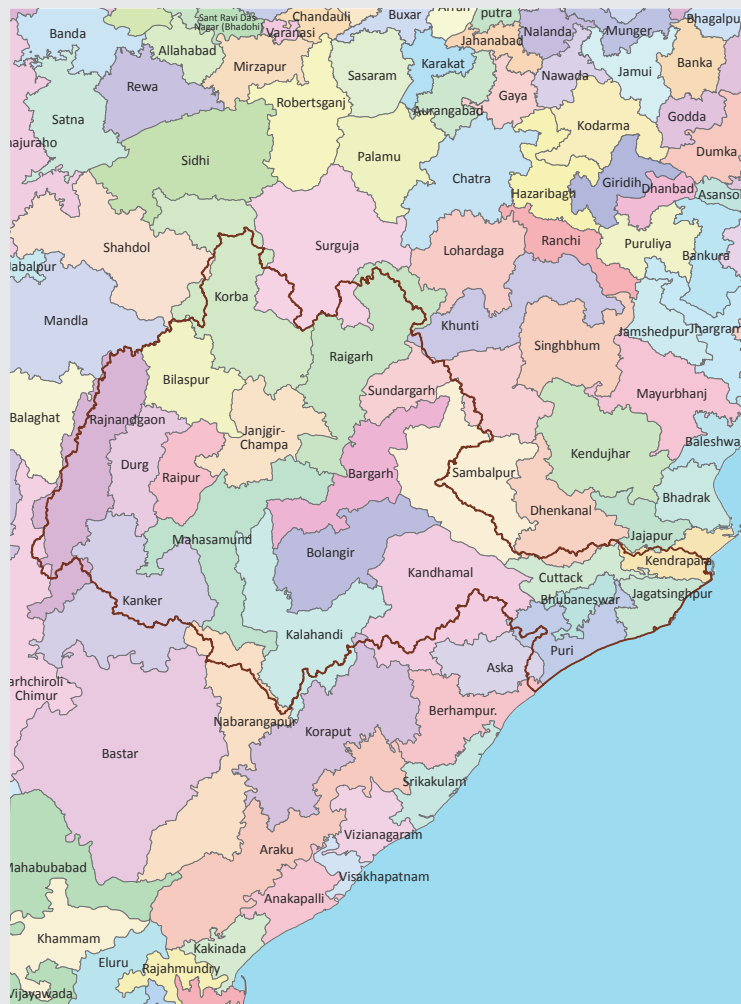 Banda
Sant Ravi Das
Nagar (Bhadohi)
Chandauli
Varanasi
Buxar
putra
Nalanda
Munger
Bhagalpu
Allahabad
Mirzapur
Sasaram
Karakat
Jahanabad
Nawada
Jamui
Banka
Rewa
Robertsganj
Aurangabad
Gaya
Godda
Satna
Kodarma
ajuraho
Sidhi
Palamu
Dumka
Chatra
Giridih
Hazaribagh
Dhanbad
Asansol
Shahdol
Surguja
Lohardaga
Ranchi
Puruliya
Bankura
abalpur
Korba
Mandla
Khunti
Singhbhum
Jamshedpur
Jhargram
Raigarh
Bilaspur
Sundargarh
Mayurbhanj
Balaghat
Rajnandgaon
Janjgir-
Champa
Baleshwa
Durg
Raipur
Bargarh
Sambalpur
Kendujhar
Bhadrak
Dhenkanal
Mahasamund
Bolangir
Jajapur
Kendrapara
Kandhamal
Cuttack
Kanker
Bhubaneswar
Jagatsinghpur
Kalahandi
Puri
Aska
arhchiroli
Chimur
Nabarangapur
Berhampur.
Koraput
Bastar
Srikakulam
Vizianagaram
Araku
Mahabubabad
Visakhapatnam
Anakapalli
Khammam
Kakinada
Eluru
Rajahmundry
Vijayawada